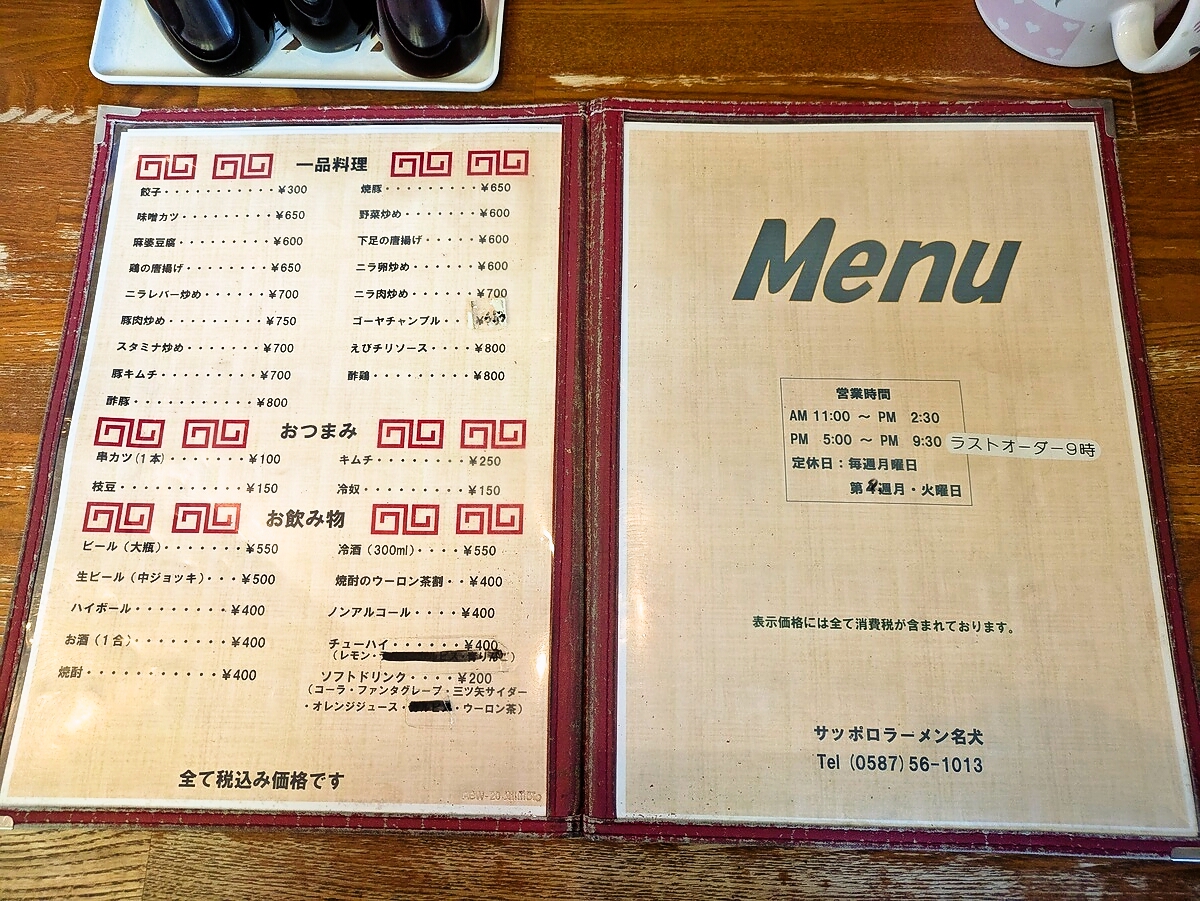 一品料理
餃子・・・・・・・・・・・¥300
味噌カツ・・・・・・・・・¥650
麻婆豆腐・・・・・・・・・¥600
鶏の唐揚げ・・・・・・・・¥650
ニラレバー炒め・・・・・・¥700
豚肉炒め・・・・・・・・・¥750
スタミナ炒め・・・・・・・¥700
豚キムチ・・・・・・・・・¥700
酢豚・・・・・・・・・・・¥800
焼豚・・・・・・・・・¥650
野菜炒め・・・・・・・¥600
下足の唐揚げ・・・・・¥600
ニラ卵炒め・・・・・・¥600
ニラ肉炒め・・・・・・¥700
ゴーヤチャンプル・・・
えびチリソース・・・・¥800
酢鶏・・・・・・・・・¥800
おつまみ
串カツ(1本)・・・・・・・¥100
枝豆・・・・・・・・・・・¥150
キムチ・・・・・・・・¥250
冷奴・・・・・・・・・¥150
お飲み物
ビール(大瓶)・・・・・・・¥550
生ビール(中ジョッキ)・・・¥500
ハイボール・・・・・・・・¥400
お酒(1合)・・・・・・・・¥400
焼酎・・・・・・・・・・・¥400
冷酒(300ml)・・・・¥550
焼酎のウーロン茶割・・¥400
ノンアルコール・・・・¥400
チューハイ・・・・・・¥400
(レモン・
ソフトドリンク・・・・¥200
(コーラ・ファンタグレープ・三ツ矢サイダー
・オレンジジュース・ ・ウーロン茶)
全て税込み価格です
Menu
営業時間
AM 11:00 ～ PM 2:30
PM 5:00 ～ PM 9:30 ラストオーダー9時
定休日：毎週月曜日
第 週月・火曜日
表示価格には全て消費税が含まれております。
サッポロラーメン名犬
Tel (0587)56-1013